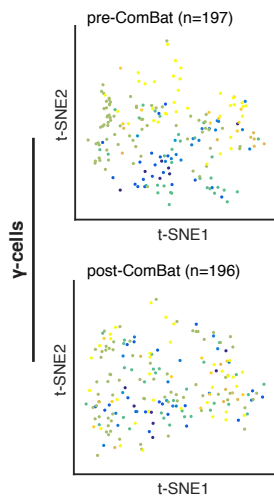 pre-ComBat (n=197)
t-SNE2
t-SNE1
γ-cells
post-ComBat (n=196)
t-SNE2
t-SNE1